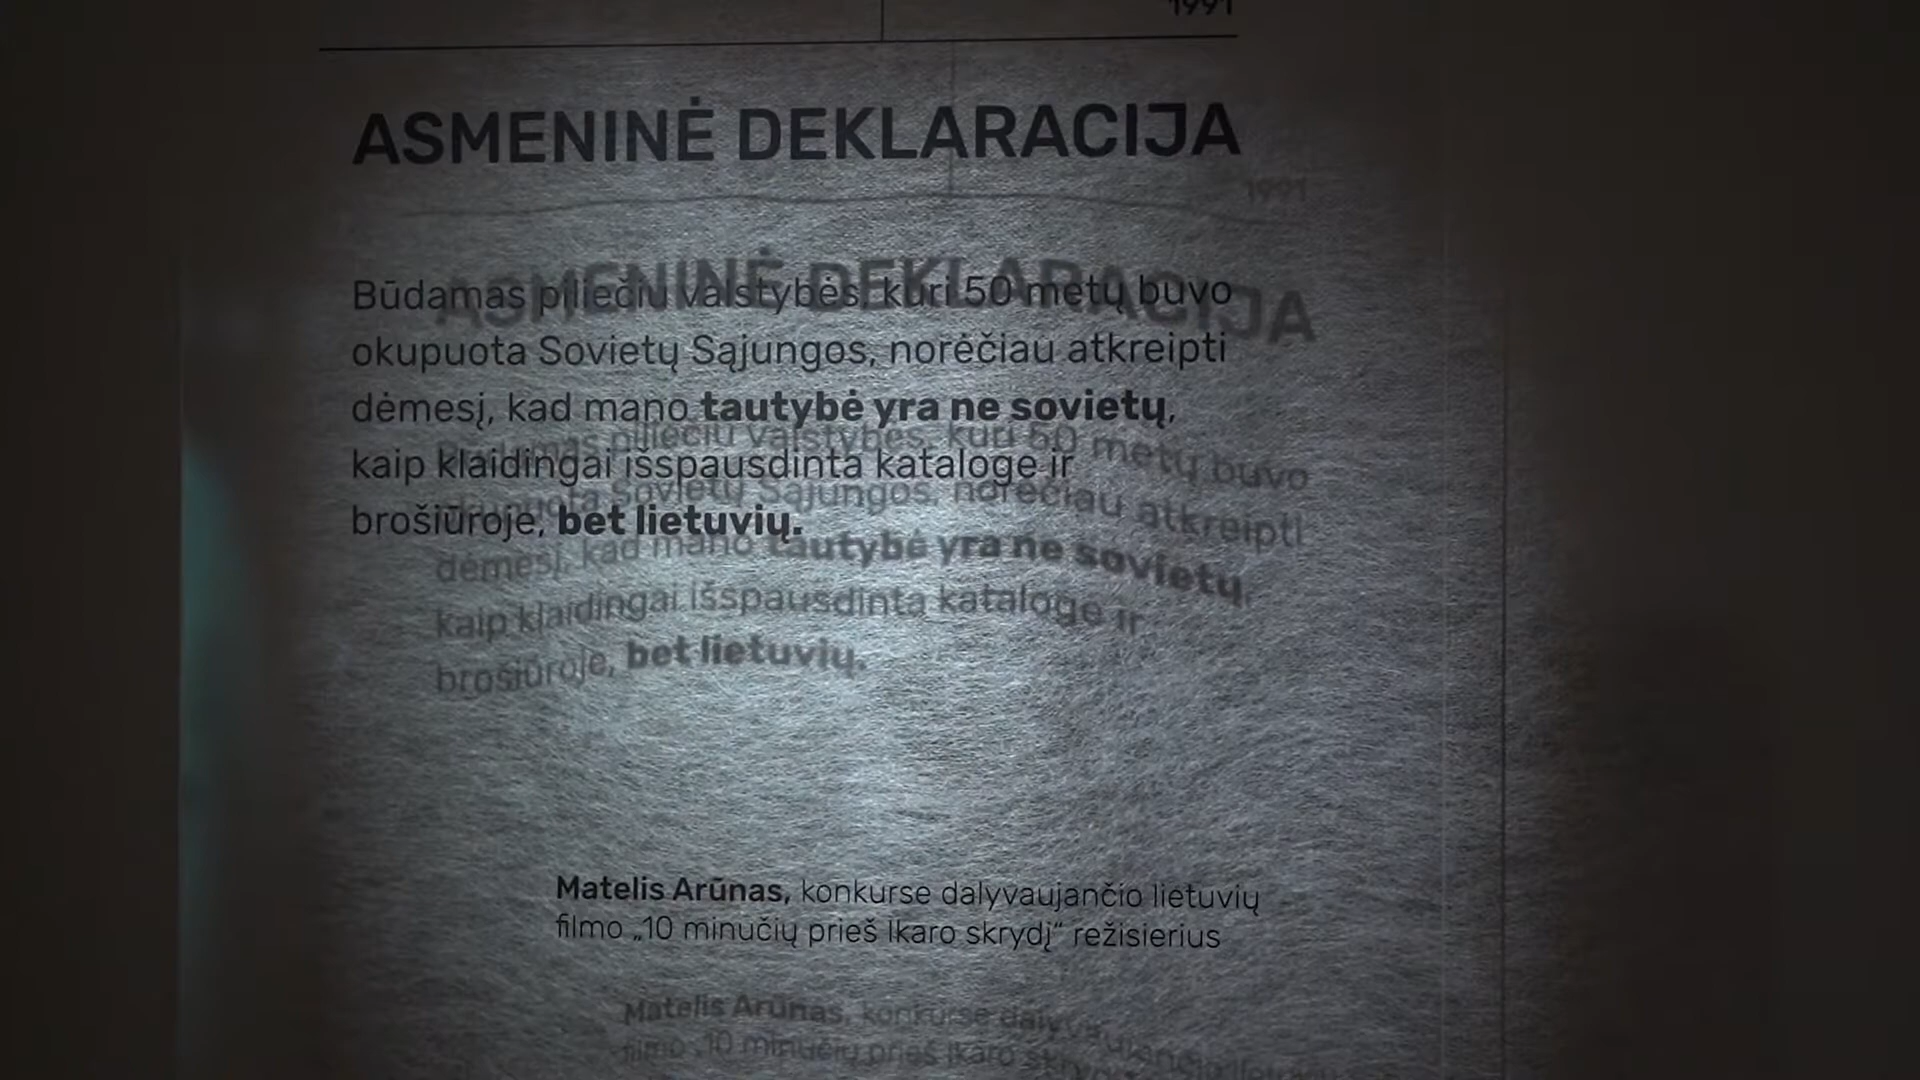 1991
ASMENINĖ DEKLARACIJA
Būdamas piliečiu valstybės, kuri 50 metų buvo
okupuota Sovietų Sąjungos, norėčiau atkreipti
dėmesį, kad mano tautybė yra ne sovietų,
kaip klaidingai išspausdinta kataloge ir
brošiūroje, bet lietuvių.
Matelis Arūnas, konkurse dalyvaujančio lietuvių
filmo „10 minučių prieš Ikaro skrydį“ režisierius